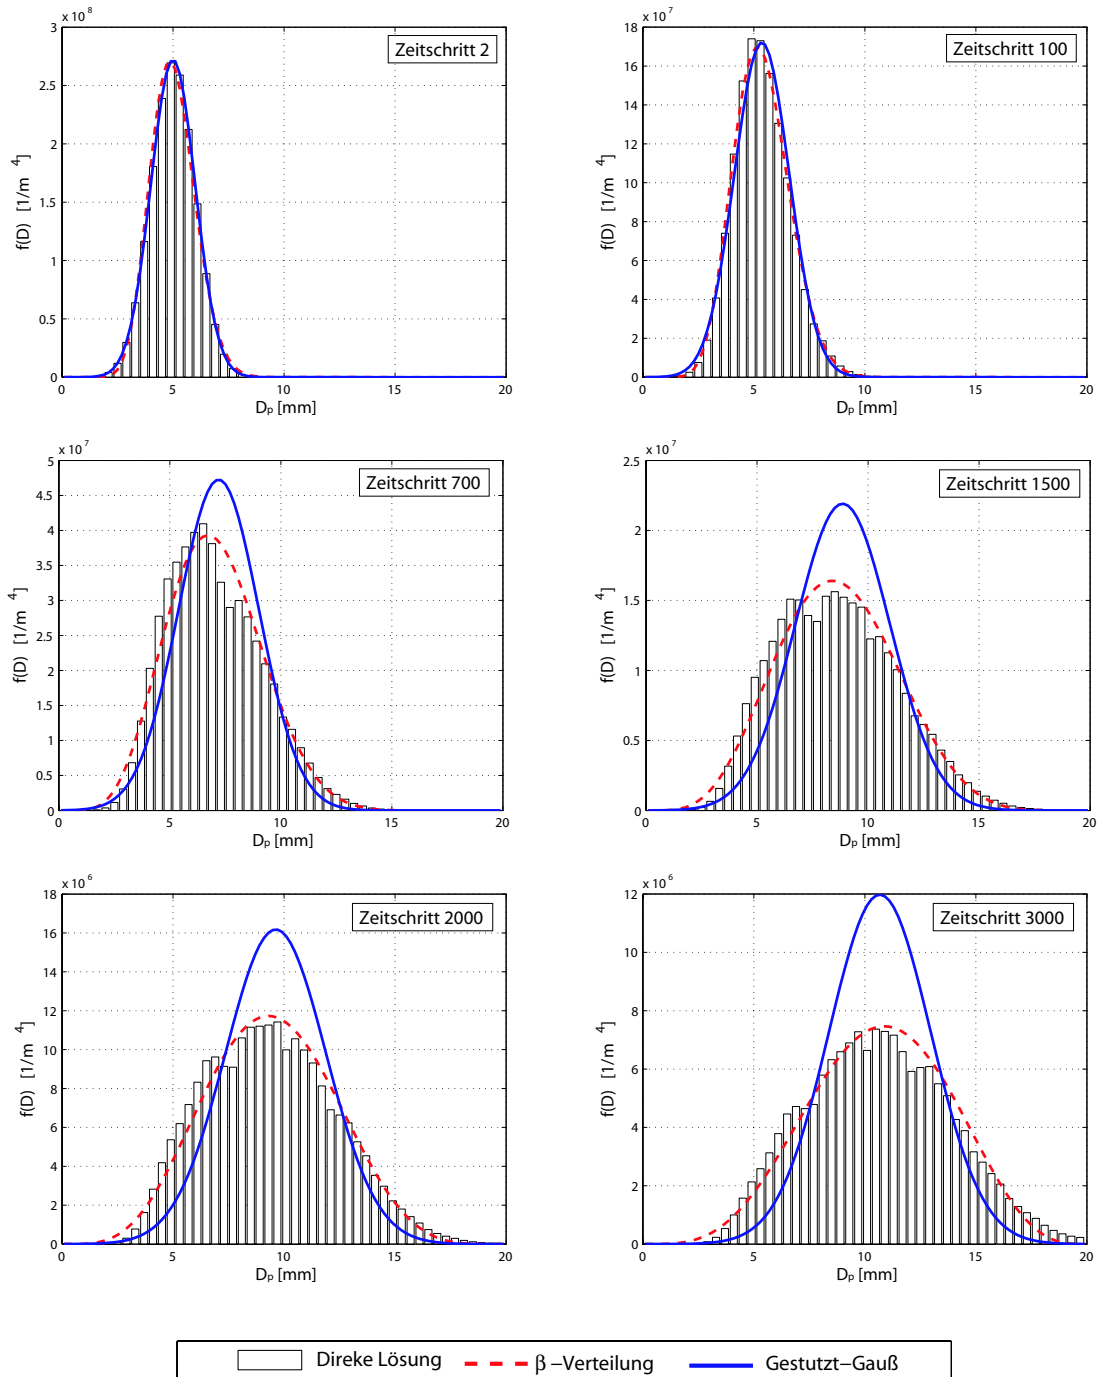 x 10 8
3
2.5
2
1.5
1
0.5
0
Zeitschritt 2
f(D) [1/m 4]
0 5 10 15 20
Dp [mm]
x 10 7
18
16
14
12
10
8
6
4
2
0
Zeitschritt 100
f(D) [1/m 4]
0 5 10 15 20
Dp [mm]
x 10 7
5
4.5
4
3.5
3
2.5
2
1.5
1
0.5
0
Zeitschritt 700
f(D) [1/m 4]
0 5 10 15 20
Dp [mm]
x 10 7
2.5
2
1.5
1
0.5
0
Zeitschritt 1500
f(D) [1/m 4]
0 5 10 15 20
Dp [mm]
x 10 6
18
16
14
12
10
8
6
4
2
0
Zeitschritt 2000
f(D) [1/m 4]
0 5 10 15 20
Dp [mm]
x 10 6
12
10
8
6
4
2
0
Zeitschritt 3000
f(D) [1/m 4]
0 5 10 15 20
Dp [mm]
Direke Lösung β-Verteilung Gestutzt-Gauß